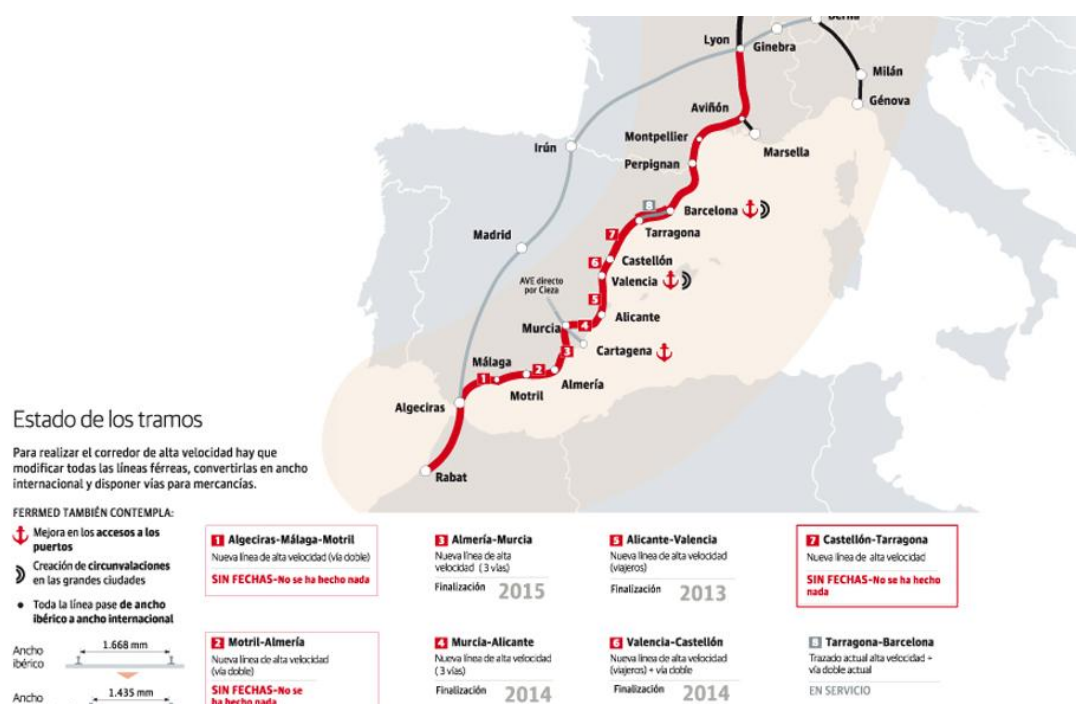 Berna
Lyon
Ginebra
Milán
Génova
Aviñón
Montpellier
Marsella
Irún
Perpignan
8
Barcelona
Madrid
7
Tarragona
6
Castellón
AVE directo
por Cieza
Valencia
5
Alicante
Murcia
4
3
Cartagena
Málaga
1
2
Almería
Motril
Algeciras
Rabat
Estado de los tramos
Para realizar el corredor de alta velocidad hay que
modificar todas las líneas férreas, convertirlas en ancho
internacional y disponer vías para mercancías.
FERRMED TAMBIÉN CONTEMPLA:
Mejora en los accesos a los
puertos
Creación de circunvalaciones
en las grandes ciudades
• Toda la línea pase de ancho
ibérico a ancho internacional
Ancho
ibérico
1.668 mm
Ancho
1.435 mm
1 Algeciras-Málaga-Motril
Nueva línea de alta velocidad (vía doble)
SIN FECHAS-No se ha hecho nada
2 Motril-Almería
Nueva línea de alta velocidad
(vía doble)
SIN FECHAS-No se
ha hecho nada
3 Almería-Murcia
Nueva línea de alta
velocidad (3 vías)
Finalización 2015
4 Murcia-Alicante
Nueva línea de alta velocidad
(3 vías)
Finalización 2014
5 Alicante-Valencia
Nueva línea de alta velocidad
(viajeros)
Finalización 2013
6 Valencia-Castellón
Nueva línea de alta velocidad
(viajeros) + vía doble
Finalización 2014
7 Castellón-Tarragona
Nueva línea de alta velocidad
SIN FECHAS-No se ha hecho
nada
8 Tarragona-Barcelona
Trazado actual alta velocidad +
vía doble actual
EN SERVICIO